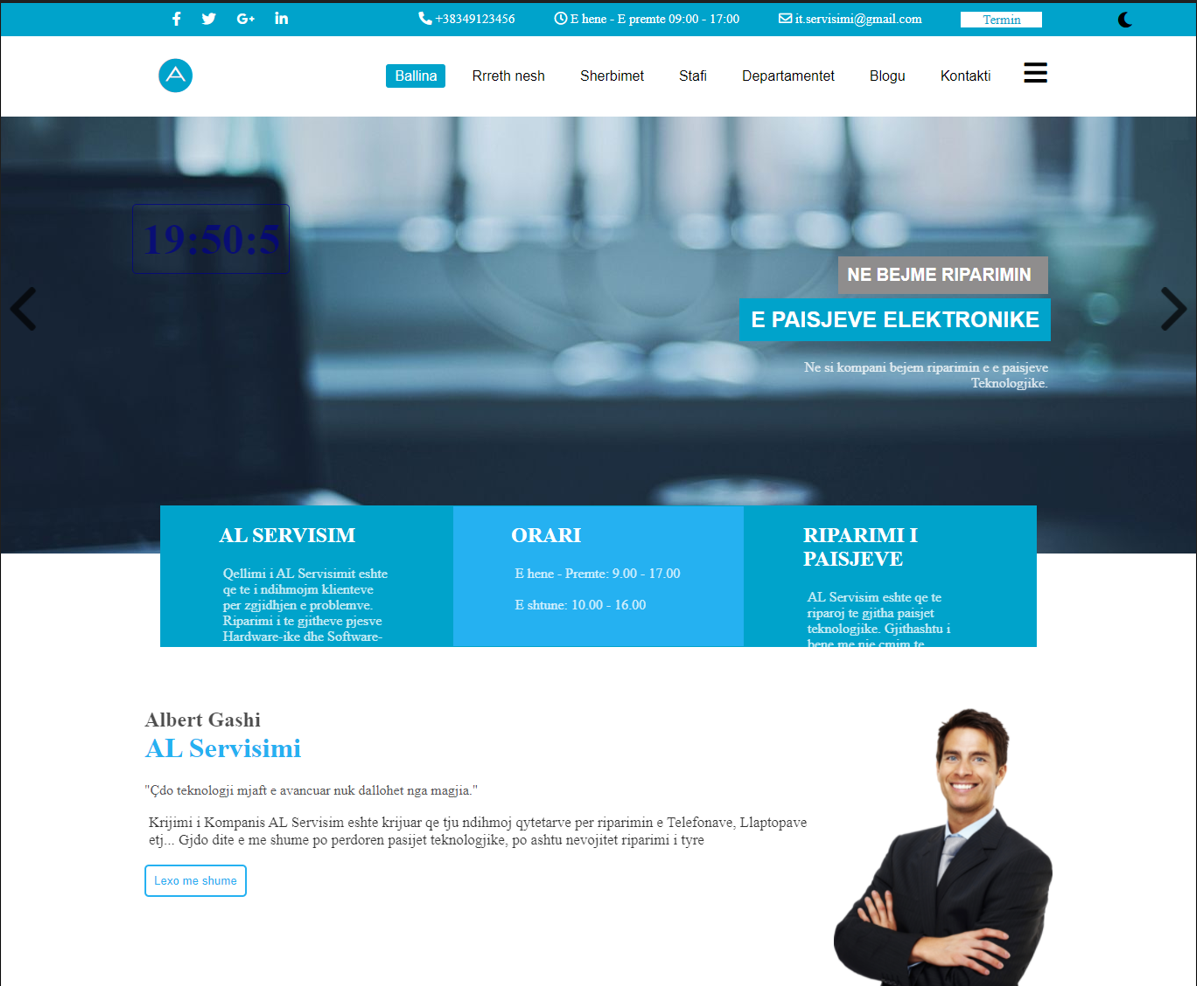 +38349123456 E hene - E premte 09:00 - 17:00 it.servisimi@gmail.com Termin
A Ballina Rreth nesh Sherbimet Stafi Departamentet Blogu Kontakti
19:50:5
NE BEJME RIPARIMIN
E PAISJEVE ELEKTRONIKE
Ne si kompani bejem riparimin e e paisjeve
Teknologjike.
AL SERVISIM
Qellimi i AL Servisimit eshte
qe te i ndihmojm klienteve
per zgjidhjen e problemve.
Riparimi i te gjitheve pjesve
Hardware-ike dhe Software-
ORARI
E hene - Premte: 9.00 - 17.00
E shtune: 10.00 - 16.00
RIPARIMI I
PAISJEVE
AL Servisim eshte qe te
riparoj te gjitha paisjet
teknologjike. Gjithashtu i
bene me nje cmim te
Albert Gashi
AL Servisimi
"Çdo teknologji mjaft e avancuar nuk dallohet nga magjia."
Krijimi i Kompanis AL Servisim eshte krijuar qe tju ndihmoj qytetarve per riparimin e Telefonave, Llaptopave
etj... Gjdo dite e me shume po perdoren pasijet teknologjike, po ashtu nevojitet riparimi i tyre
Lexo me shume